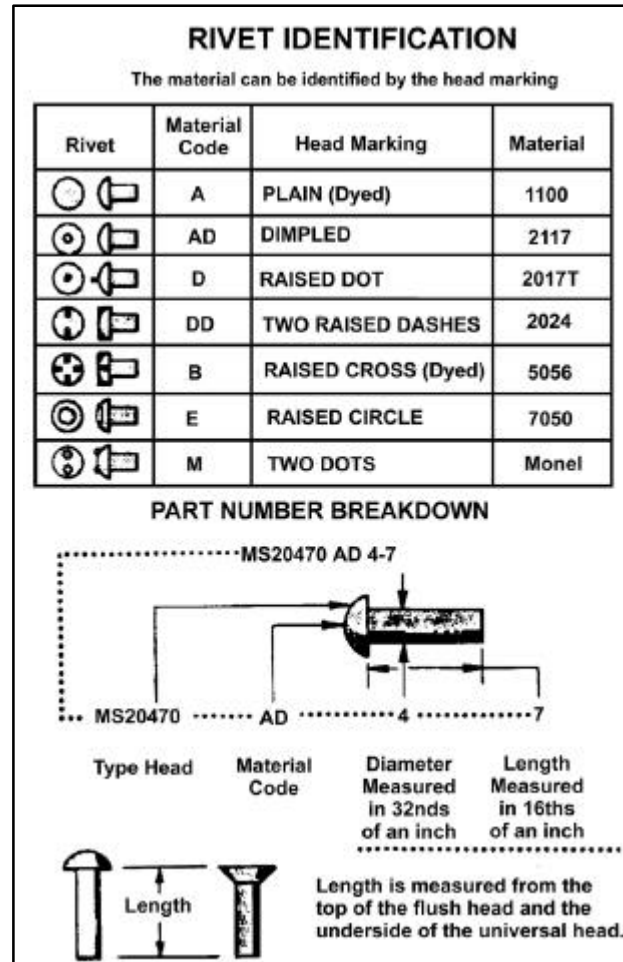 RIVET IDENTIFICATION
The material can be identified by the head marking
Rivet Material Code Head Marking Material
A PLAIN (Dyed) 1100
AD DIMPLED 2117
D RAISED DOT 2017T
DD TWO RAISED DASHES 2024
B RAISED CROSS (Dyed) 5056
E RAISED CIRCLE 7050
M TWO DOTS Monel
PART NUMBER BREAKDOWN
MS20470 AD 4-7
MS20470 AD 4 7
Type Head
Material
Code
Diameter
Measured
in 32nds
of an inch
Length
Measured
in 16ths
of an inch
Length
Length is measured from the
top of the flush head and the
underside of the universal head.